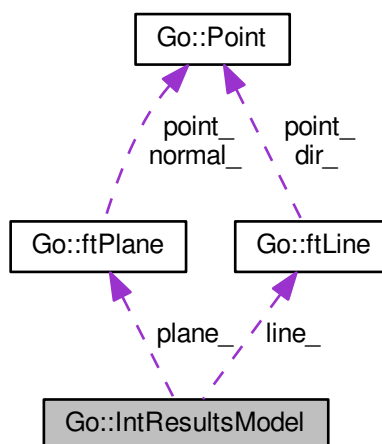 Go::Point
point_
normal_
point_
dir_
Go::ftPlane
Go::ftLine
plane_
line_
Go::IntResultsModel